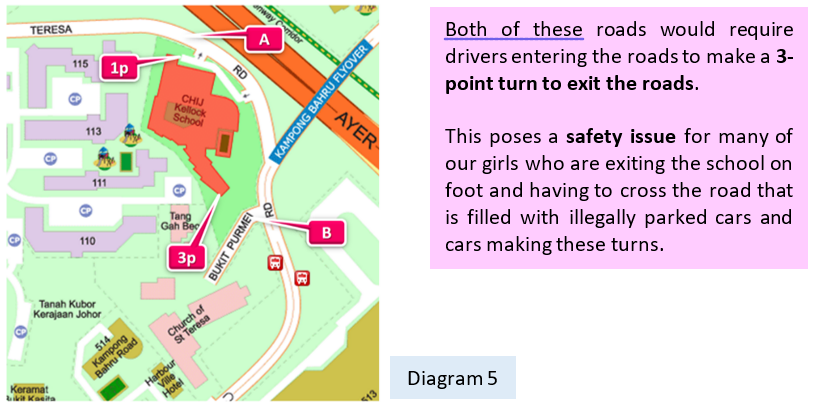 TERESA
RD
A
1p
115
CP
CHIJ
Kellock
School
KAMPONG BAHRU FLYOVER
AYER
113
CP
111
CP
CP
110
CP
Tang
Gah Beo
3p
BUKIT PURMEI
RD
B
CP
Tanah Kubor
Kerajaan Johor
Church of
St Teresa
CP
514
Kampong
Bahru Road
Harbour
Ville
Hotel
Keramat
Bukit Kasita
513
Both of these roads would require
drivers entering the roads to make a 3-
point turn to exit the roads.
This poses a safety issue for many of
our girls who are exiting the school on
foot and having to cross the road that
is filled with illegally parked cars and
cars making these turns.
Diagram 5